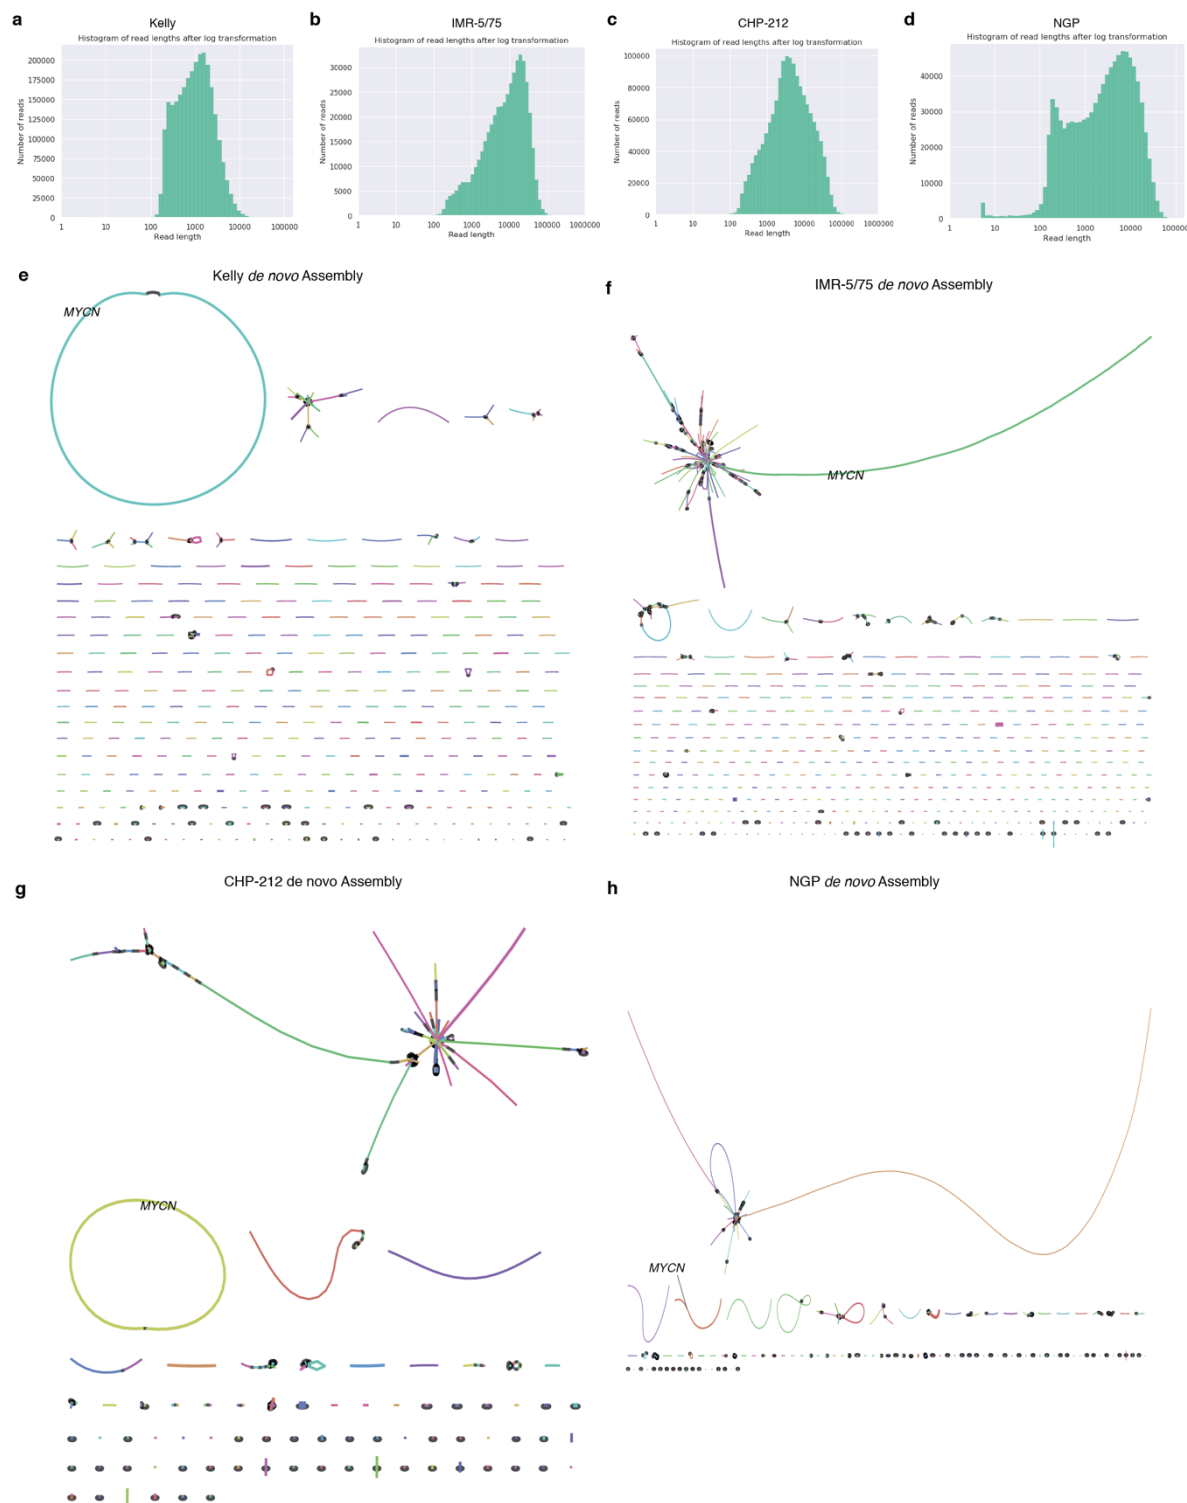 a
Kelly
Histogram of read lengths after log transformation
200000
175000
150000
125000
100000
75000
50000
25000
0
Number of reads
1 10 100 1000 10000 100000
Read length
b
IMR-5/75
Histogram of read lengths after log transformation
30000
25000
20000
15000
10000
5000
0
Number of reads
1 10 100 1000 10000 100000
Read length
c
CHP-212
Histogram of read lengths after log transformation
100000
80000
60000
40000
20000
0
Number of reads
1 10 100 1000 10000 100000 1000000
Read length
d
NGP
Histogram of read lengths after log transformation
40000
30000
20000
10000
0
Number of reads
1 10 100 1000 10000 100000
Read length
e
Kelly de novo Assembly
MYCN
f
IMR-5/75 de novo Assembly
MYCN
g
CHP-212 de novo Assembly
MYCN
h
NGP de novo Assembly
MYCN